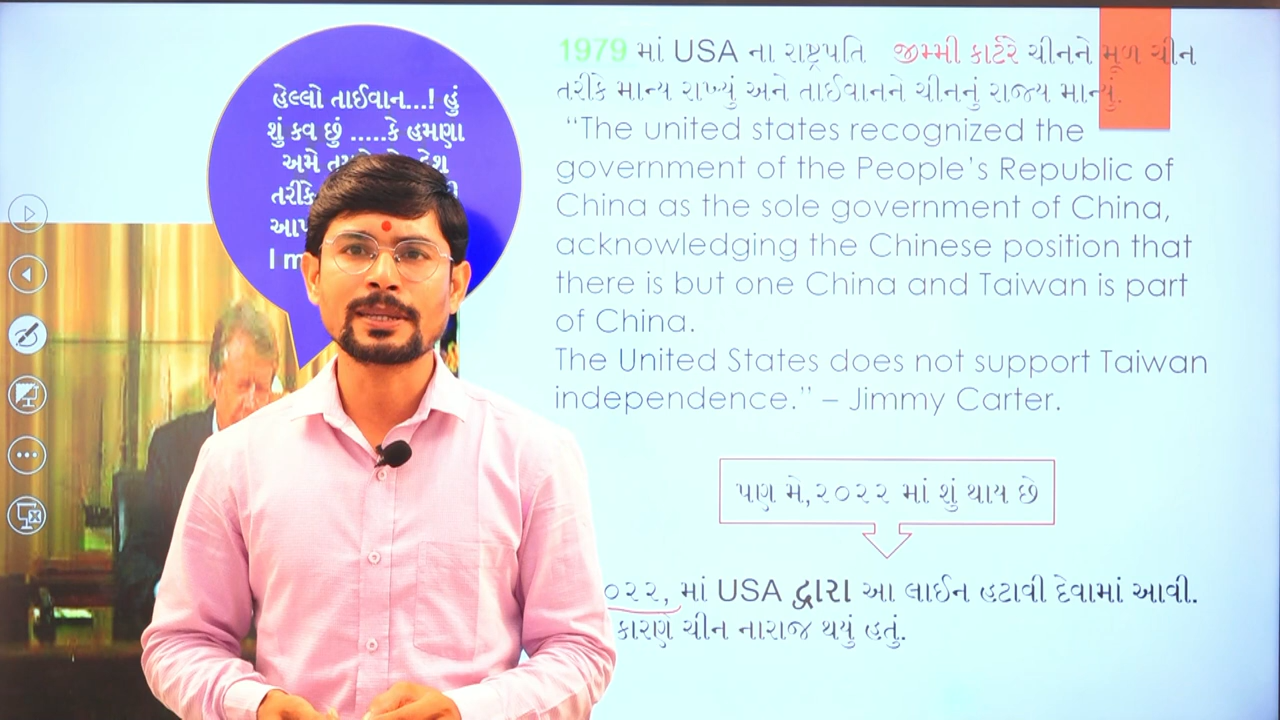 હેલ્લો તાઈવાન...! હું
શું કવ છું .....કે હમણા
અમે
તરીકે
I m
1979 માં USA ના રાષ્ટ્રપતિ જીમ્મી કાર્ટરે ચીનને મૂળ ચીન
તરીકે માન્ય રાખ્યું અને તાઈવાનને ચીનનું રાજ્ય માન્યું.
“The united states recognized the
government of the People’s Republic of
China as the sole government of China,
acknowledging the Chinese position that
there is but one China and Taiwan is part
of China.
The United States does not support Taiwan
independence.” – Jimmy Carter.
પણ મે,૨૦૨૨ માં શું થાય છે
૦૨૨, માં USA દ્વારા આ લાઈન હટાવી દેવામાં આવી.
કારણે ચીન નારાજ થયું હતું.